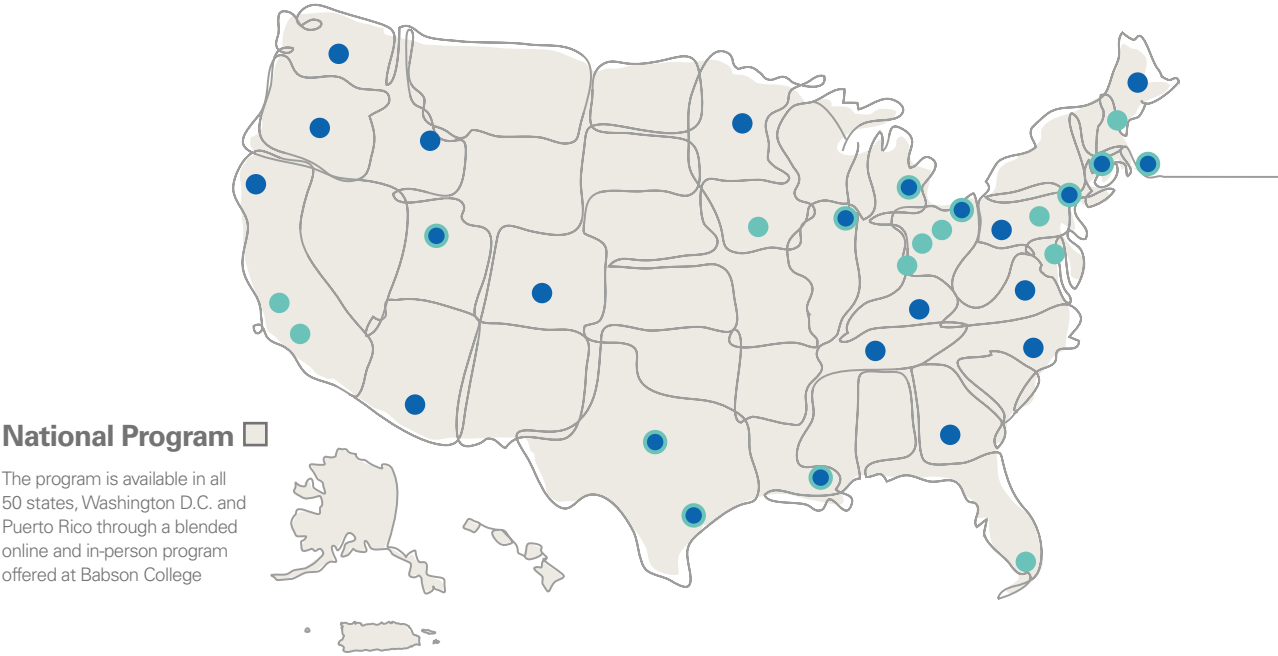 National Program
The program is available in all
50 states, Washington D.C. and
Puerto Rico through a blended
online and in-person program
offered at Babson College